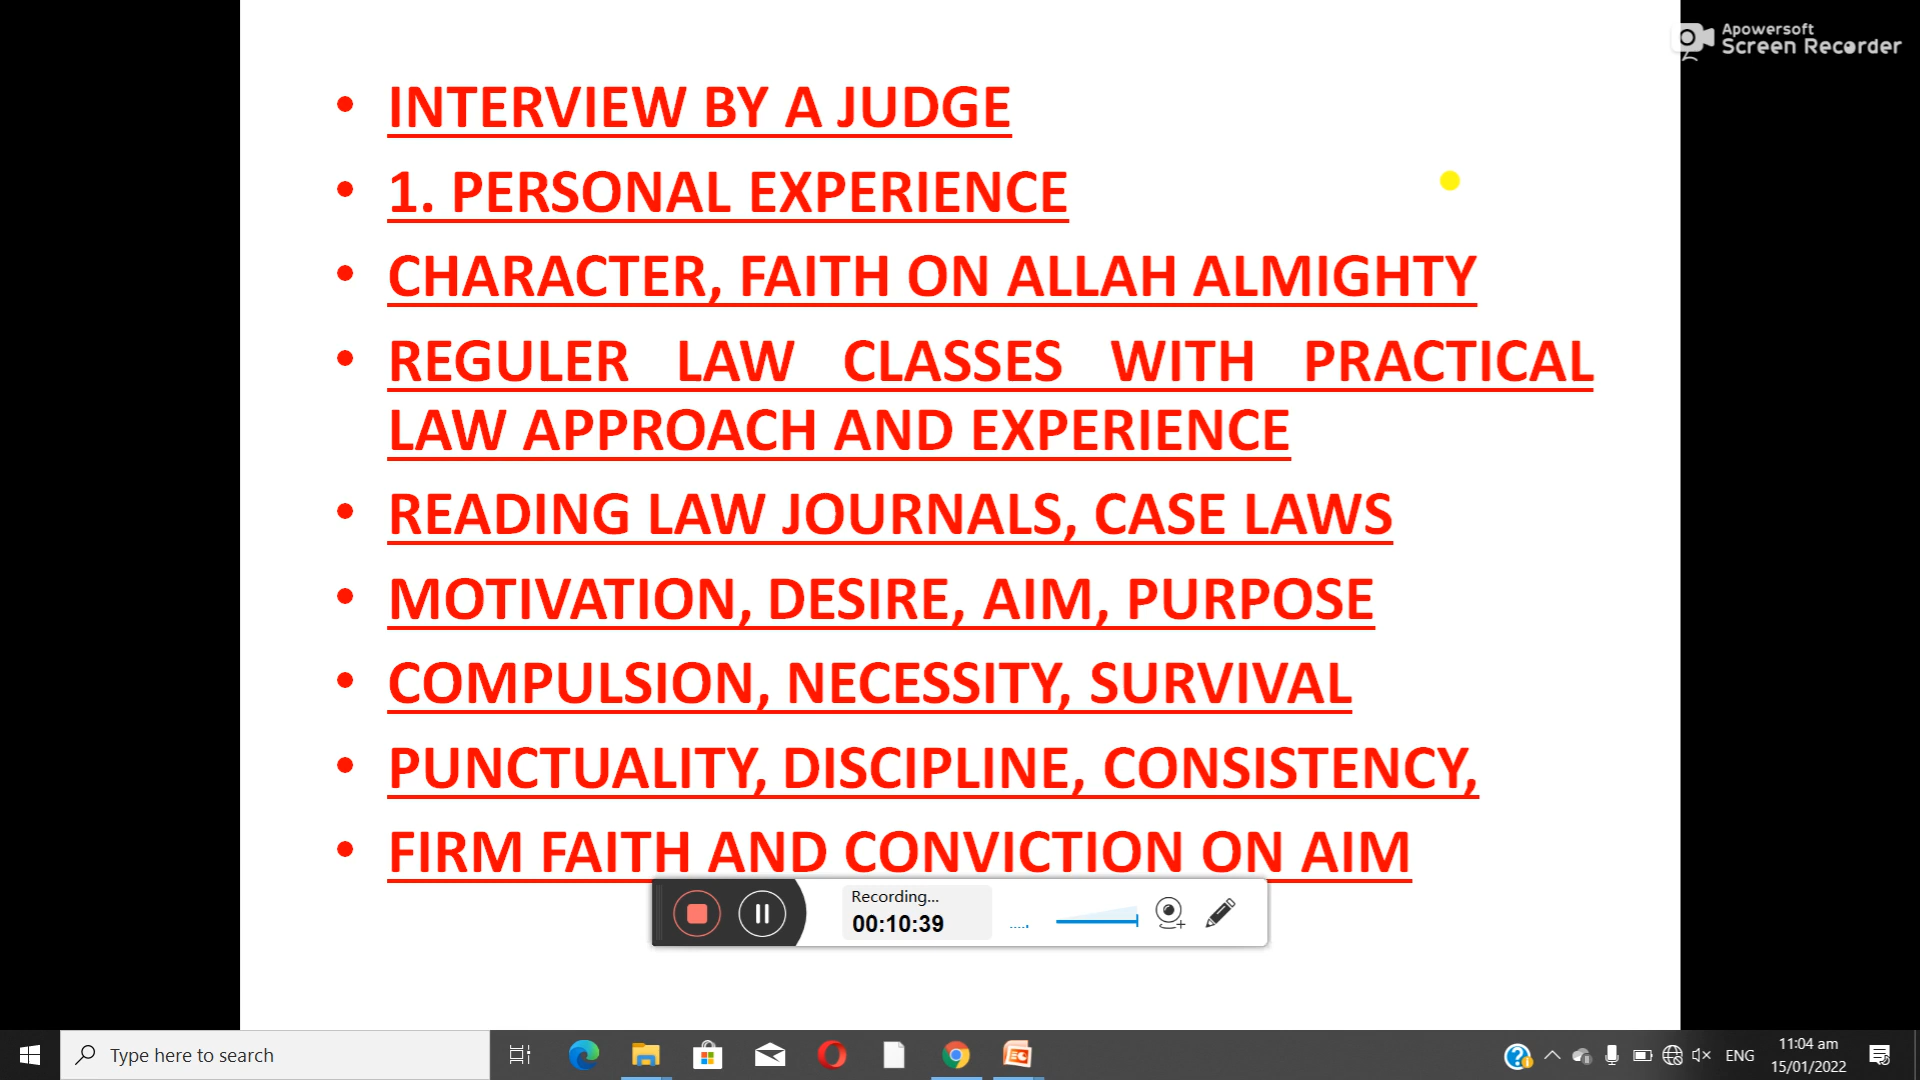 Apowersoft
Screen Recorder
• INTERVIEW BY A JUDGE
• 1. PERSONAL EXPERIENCE
• CHARACTER, FAITH ON ALLAH ALMIGHTY
• REGULER LAW CLASSES WITH PRACTICAL
LAW APPROACH AND EXPERIENCE
• READING LAW JOURNALS, CASE LAWS
• MOTIVATION, DESIRE, AIM, PURPOSE
• COMPULSION, NECESSITY, SURVIVAL
• PUNCTUALITY, DISCIPLINE, CONSISTENCY,
• FIRM FAITH AND CONVICTION ON AIM
Recording...
00:10:39
Type here to search
ENG
11:04 am
15/01/2022